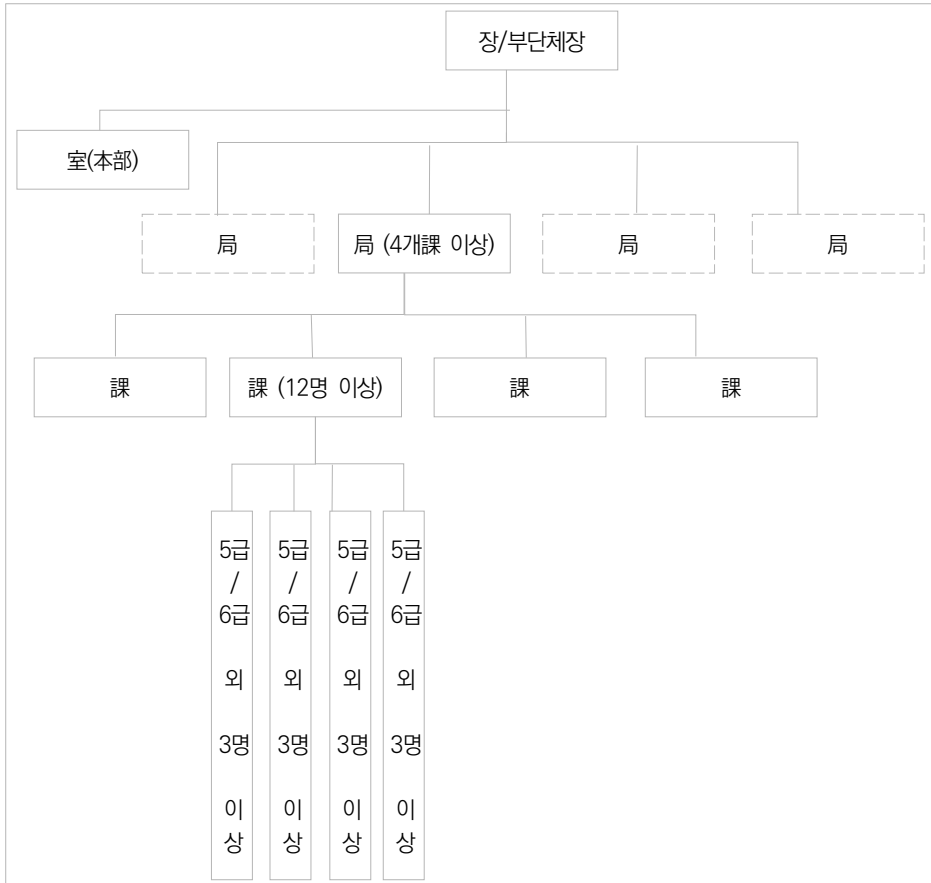 장/부단체장
室(本部)
局
局 (4개課 이상)
局
局
課
課 (12명 이상)
課
課
5급
/
6급
외
3명
이
상
5급
/
6급
외
3명
이
상
5급
/
6급
외
3명
이
상
5급
/
6급
외
3명
이
상